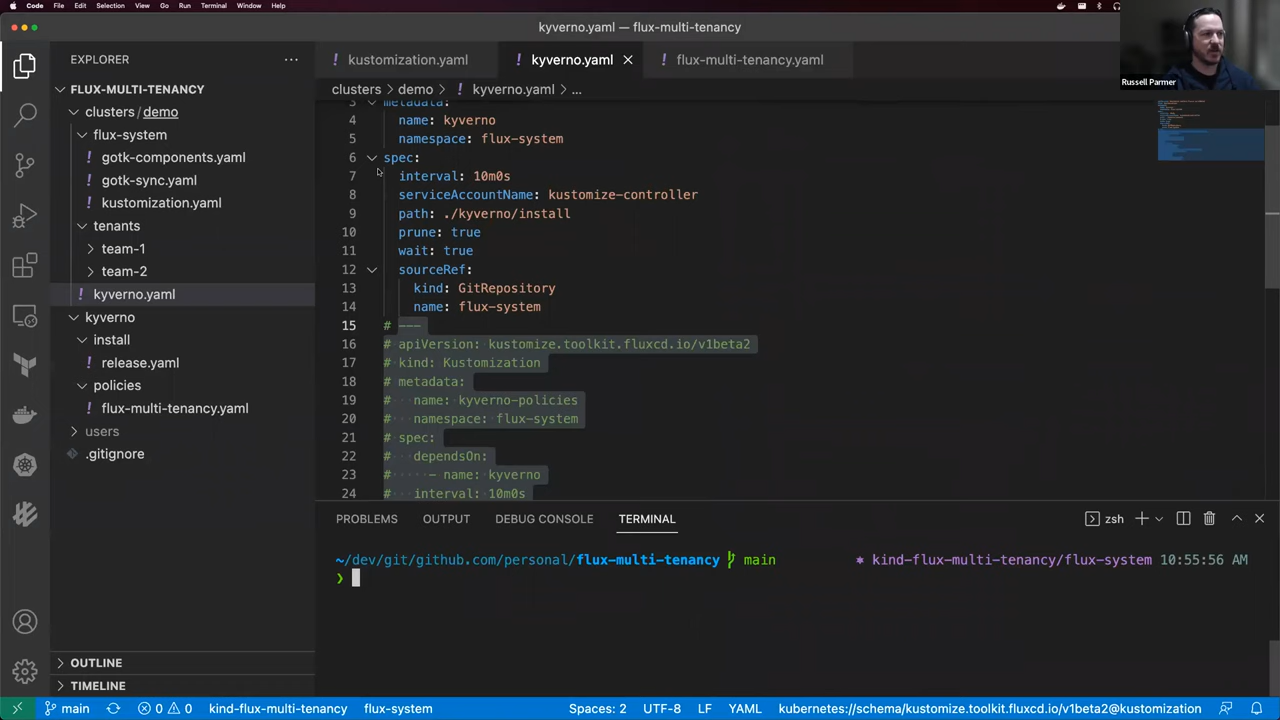 Code File Edit Selection View Go Run Terminal Window Help
kyverno.yaml — flux-multi-tenancy
Russell Parmer
EXPLORER
FLUX-MULTI-TENANCY
clusters / demo
flux-system
gotk-components.yaml
gotk-sync.yaml
kustomization.yaml
tenants
team-1
team-2
kyverno.yaml
kyverno
install
release.yaml
policies
flux-multi-tenancy.yaml
users
.gitignore
OUTLINE
TIMELINE
kustomization.yaml kyverno.yaml flux-multi-tenancy.yaml
clusters > demo > kyverno.yaml > ...
3 metadata:
4 name: kyverno
5 namespace: flux-system
6 spec:
7 interval: 10m0s
8 serviceAccountName: kustomize-controller
9 path: ./kyverno/install
10 prune: true
11 wait: true
12 sourceRef:
13 kind: GitRepository
14 name: flux-system
15 # ---
16 # apiVersion: kustomize.toolkit.fluxcd.io/v1beta2
17 # kind: Kustomization
18 # metadata:
19 # name: kyverno-policies
20 # namespace: flux-system
21 # spec:
22 # dependsOn:
23 # - name: kyverno
24 # interval: 10m0s
PROBLEMS OUTPUT DEBUG CONSOLE TERMINAL
zsh
~/dev/git/github.com/personal/flux-multi-tenancy main
kind-flux-multi-tenancy/flux-system 10:55:56 AM
❯
main 0 0 kind-flux-multi-tenancy flux-system Spaces: 2 UTF-8 LF YAML kubernetes://schema/kustomize.toolkit.fluxcd.io/v1beta2@kustomization